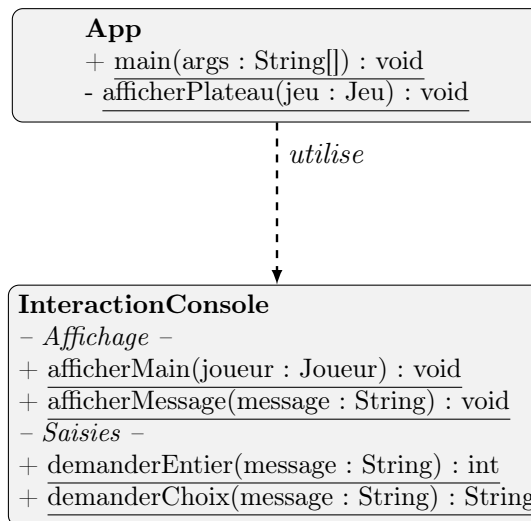 App
+ main(args : String[]) : void
- afficherPlateau(jeu : Jeu) : void
utilise
InteractionConsole
– Affichage –
+ afficherMain(joueur : Joueur) : void
+ afficherMessage(message : String) : void
– Saisies –
+ demanderEntier(message : String) : int
+ demanderChoix(message : String) : String